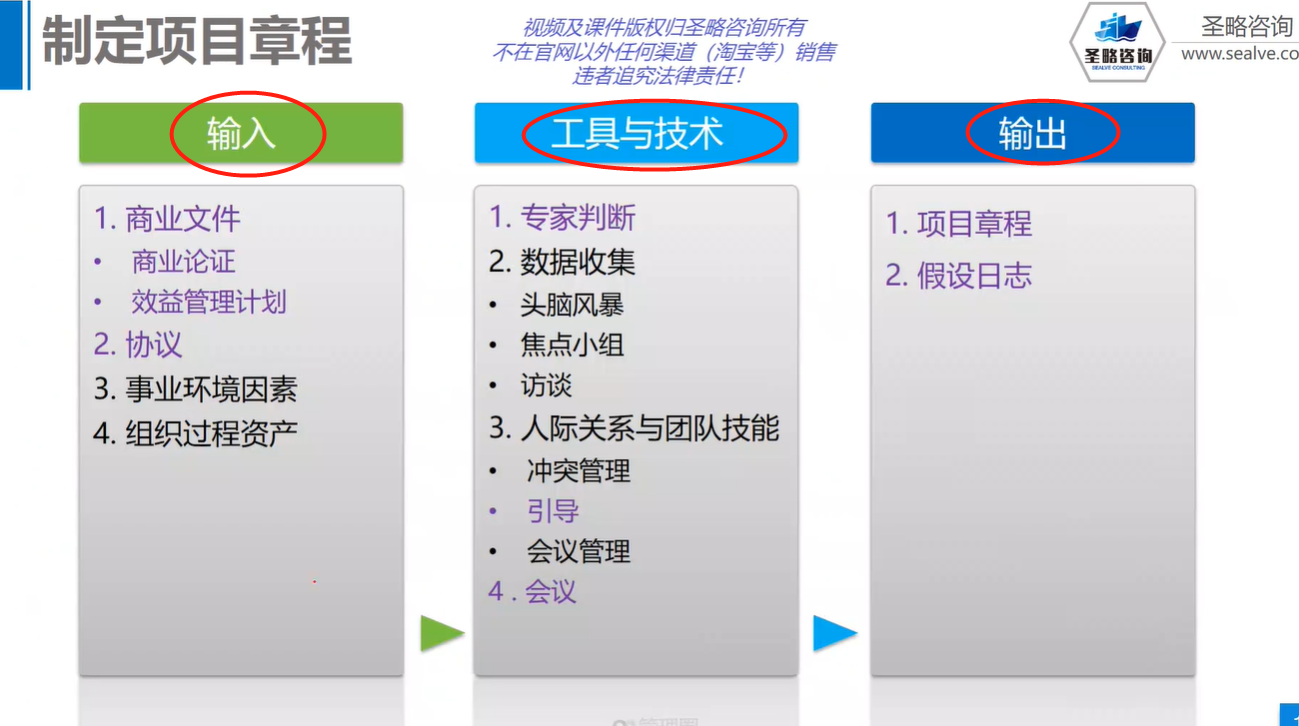 制定项目章程
视频及课件版权归圣略咨询所有
不在官网以外任何渠道（淘宝等）销售
违者追究法律责任！
圣略咨询
SEALVE CONSULTING
圣略咨询
www.sealve.co
输入
1. 商业文件
• 商业论证
• 效益管理计划
2. 协议
3. 事业环境因素
4. 组织过程资产
工具与技术
1. 专家判断
2. 数据收集
• 头脑风暴
• 焦点小组
• 访谈
3. 人际关系与团队技能
• 冲突管理
• 引导
• 会议管理
4 . 会议
输出
1. 项目章程
2. 假设日志